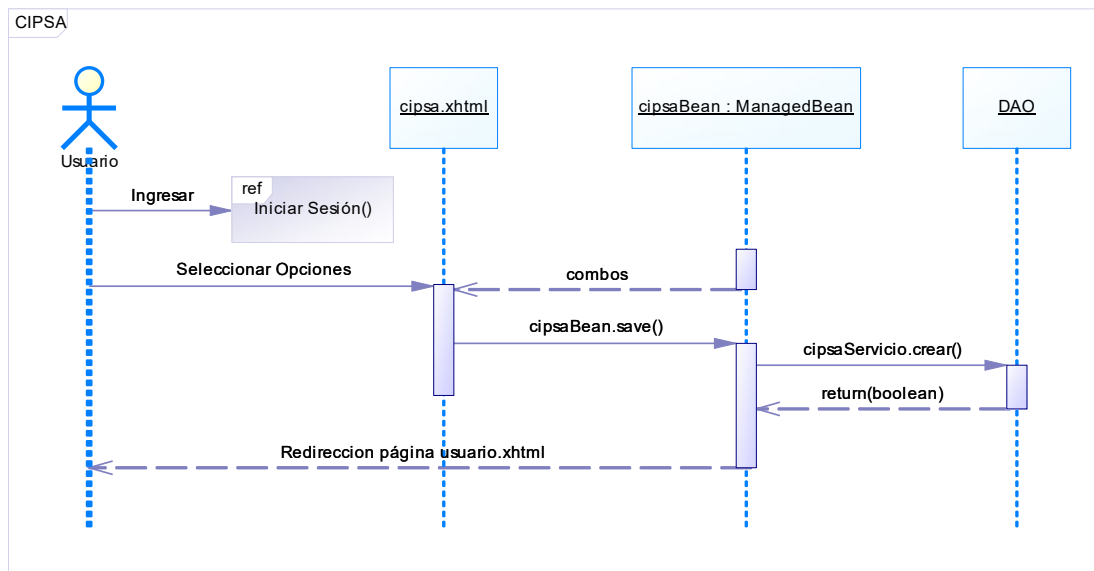 CIPSA
cipsa.xhtml
cipsaBean : ManagedBean
DAO
Usuario
Ingresar
ref
Iniciar Sesión()
Seleccionar Opciones
combos
cipsaBean.save()
cipsaServicio.crear()
return(boolean)
Redireccion página usuario.xhtml